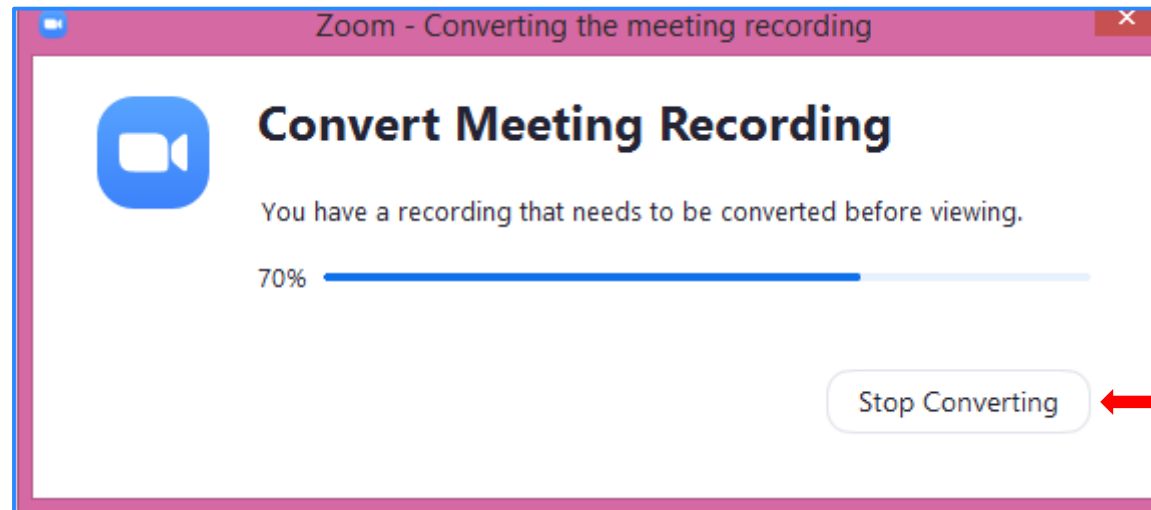 Zoom - Converting the meeting recording
Convert Meeting Recording
You have a recording that needs to be converted before viewing.
70%
Stop Converting